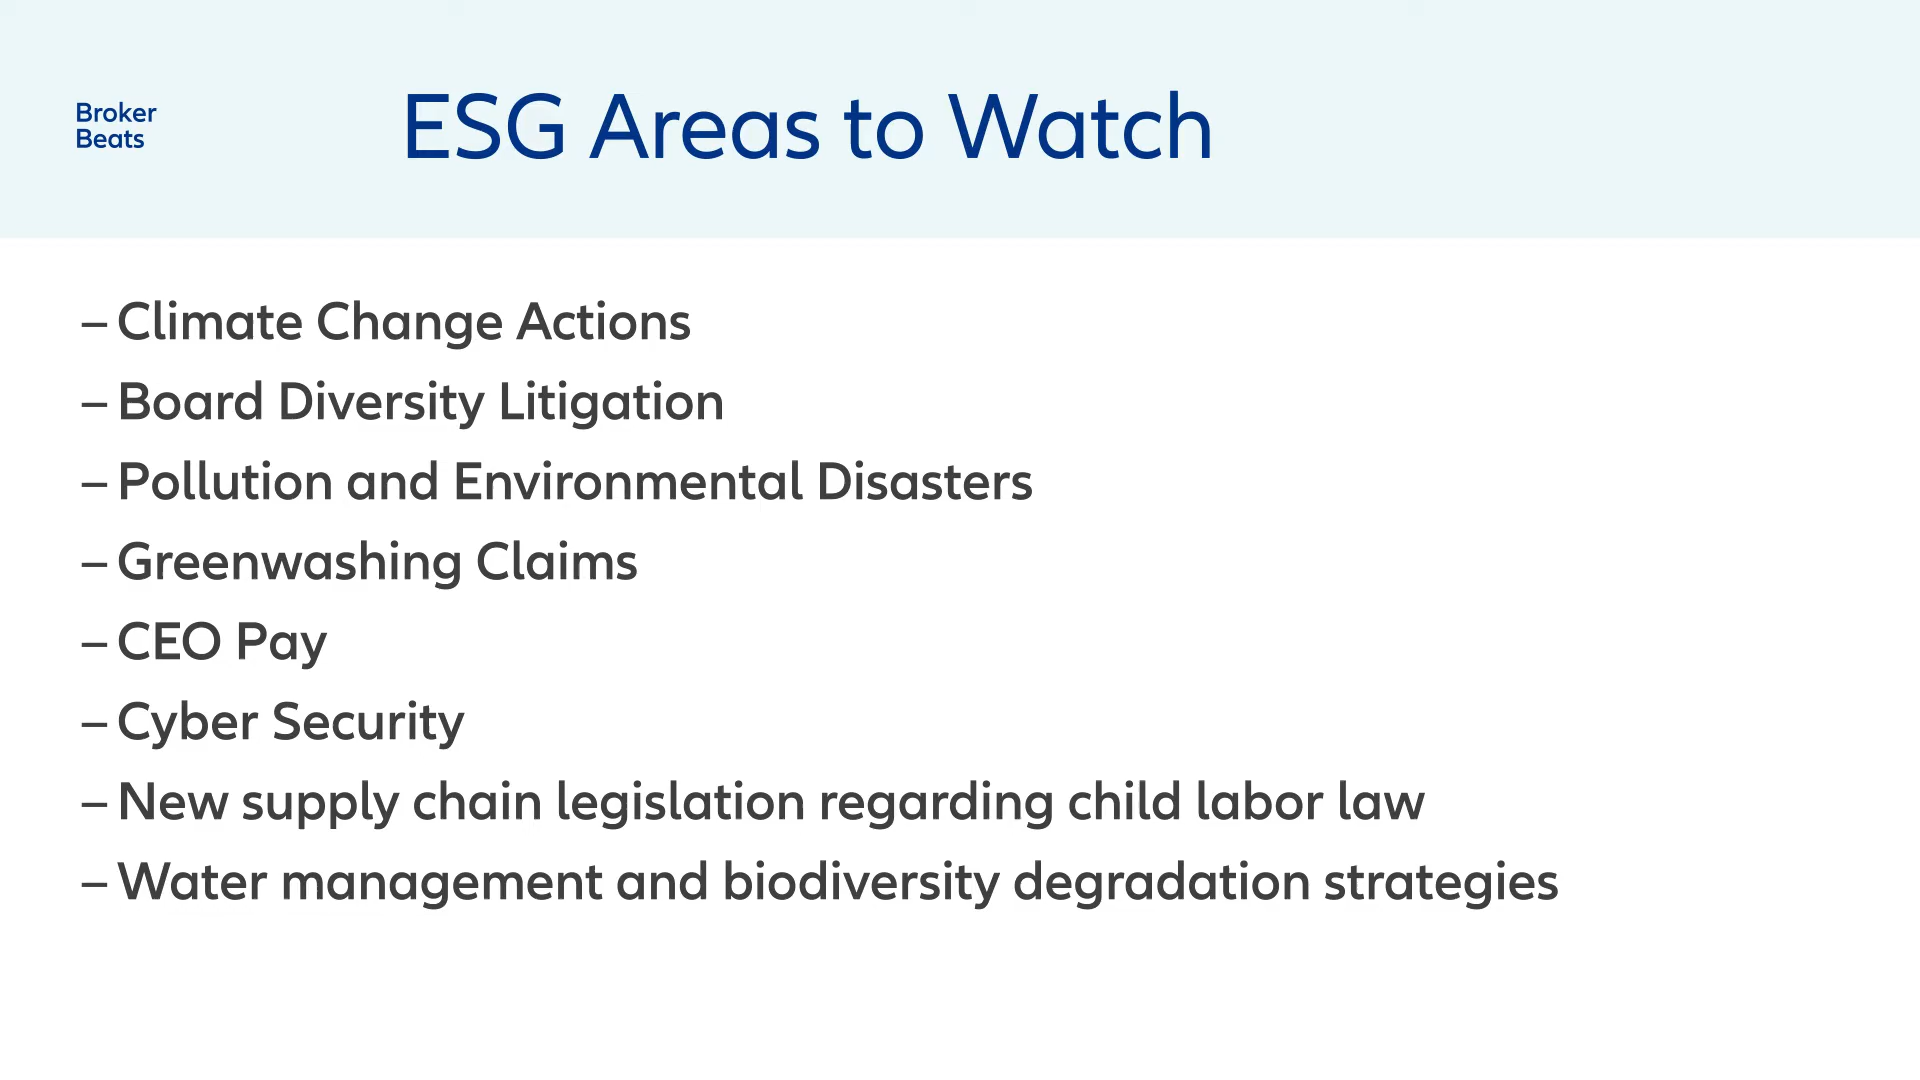 Broker
Beats
ESG Areas to Watch
– Climate Change Actions
– Board Diversity Litigation
– Pollution and Environmental Disasters
– Greenwashing Claims
– CEO Pay
– Cyber Security
– New supply chain legislation regarding child labor law
– Water management and biodiversity degradation strategies